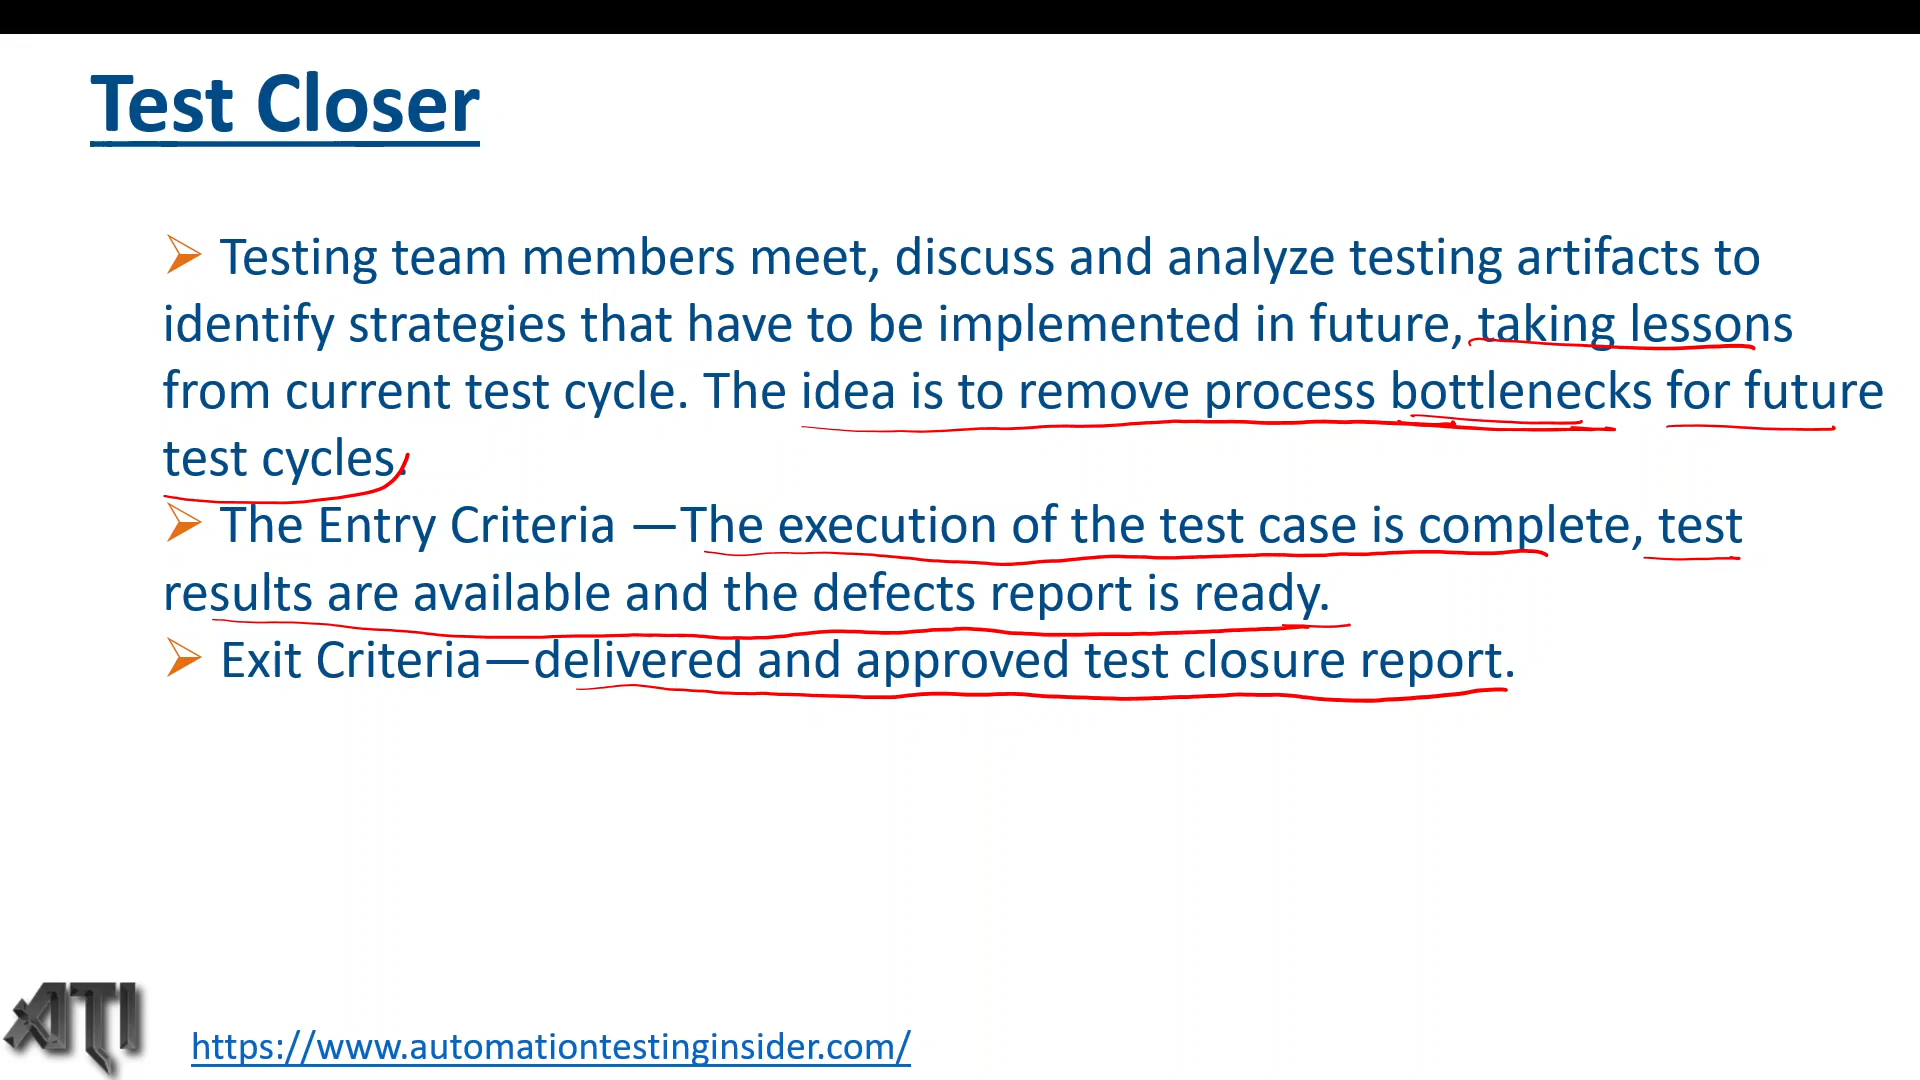 Test Closer
➢ Testing team members meet, discuss and analyze testing artifacts to
identify strategies that have to be implemented in future, taking lessons
from current test cycle. The idea is to remove process bottlenecks for future
test cycles.
➢ The Entry Criteria —The execution of the test case is complete, test
results are available and the defects report is ready.
➢ Exit Criteria—delivered and approved test closure report.
ATI
https://www.automationtestinginsider.com/